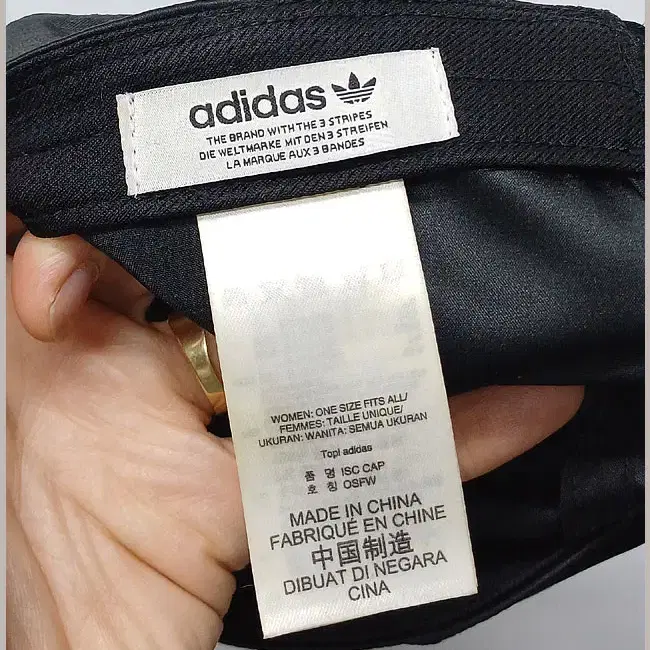 adidas
THE BRAND WITH THE 3 STRIPES
DIE WELTMARKE MIT DEN 3 STREIFEN
LA MARQUE AUX 3 BANDES
WOMEN: ONE SIZE FITS ALL/
FEMMES: TAILLE UNIQUE/
UKURAN: WANITA: SEMUA UKURAN
Topi adidas
품 명 ISC CAP
호 칭 OSFW
MADE IN CHINA
FABRIQUÉ EN CHINE
中国制造
DIBUAT DI NEGARA
CINA